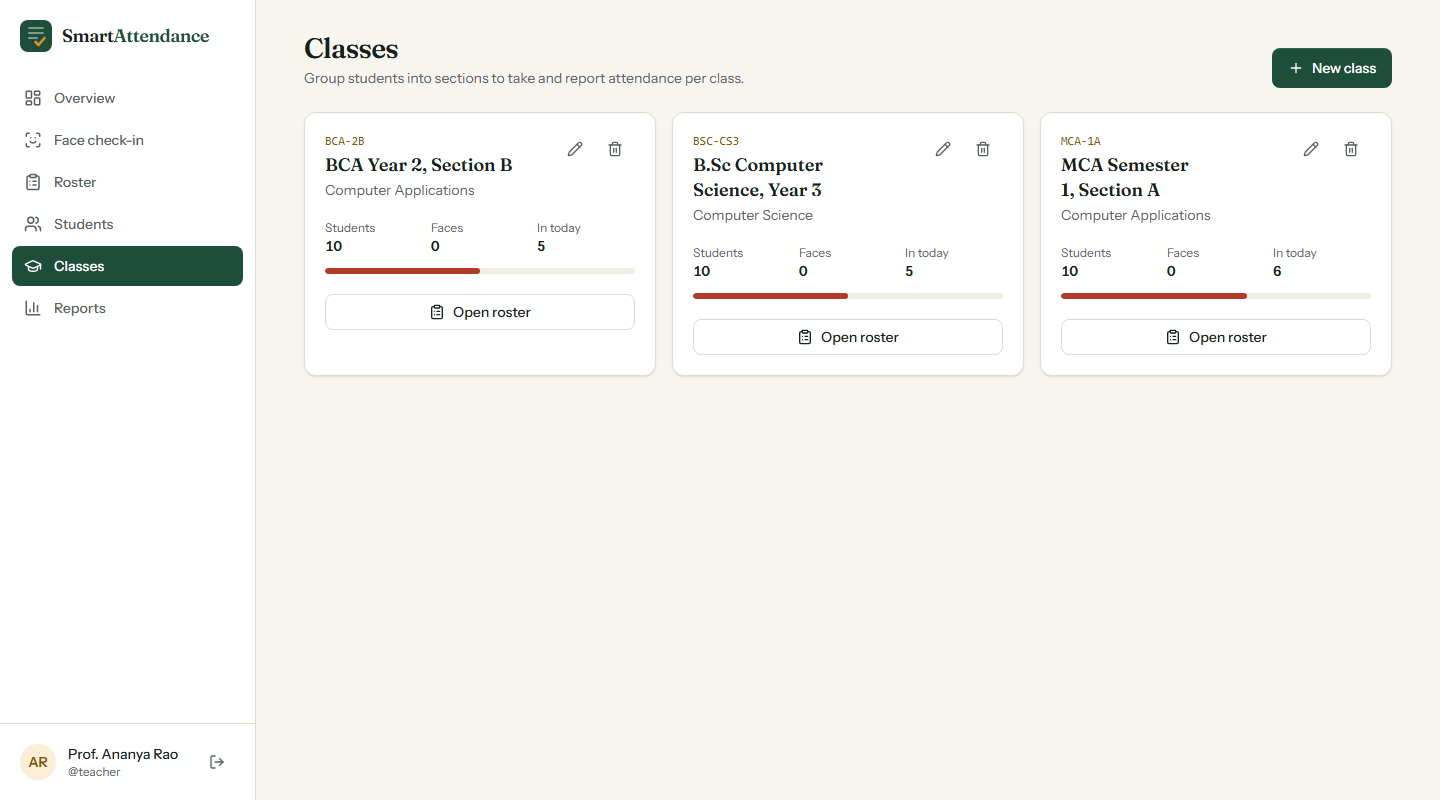 SmartAttendance
Overview
Face check-in
Roster
Students
Classes
Reports
AR
Prof. Ananya Rao
@teacher
Classes
Group students into sections to take and report attendance per class.
New class
BCA-2B
BCA Year 2, Section B
Computer Applications
Students Faces In today
10 0 5
Open roster
BSC-CS3
B.Sc Computer
Science, Year 3
Computer Science
Students Faces In today
10 0 5
Open roster
MCA-1A
MCA Semester
1, Section A
Computer Applications
Students Faces In today
10 0 6
Open roster